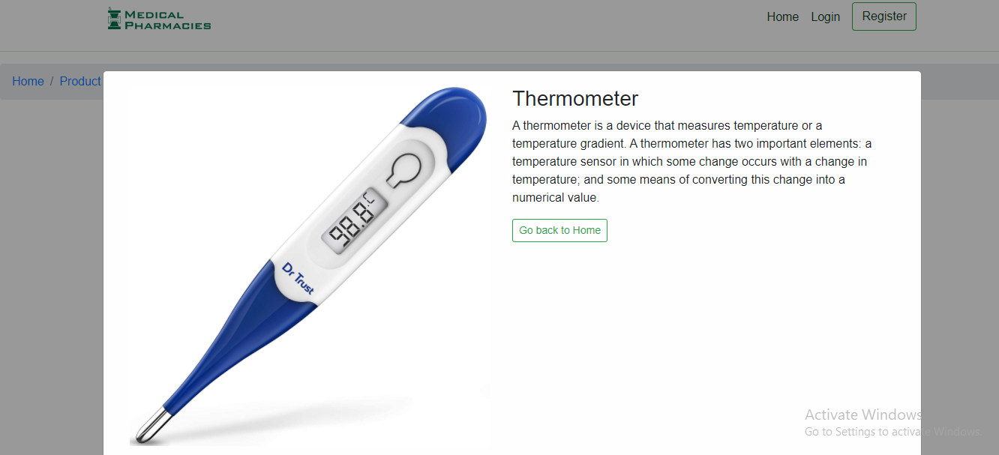 MEDICAL
PHARMACIES
Home Login Register
Home / Product
Thermometer
A thermometer is a device that measures temperature or a
temperature gradient. A thermometer has two important elements: a
temperature sensor in which some change occurs with a change in
temperature; and some means of converting this change into a
numerical value.
Go back to Home
98.8
Dr Trust
Activate Windows
Go to Settings to activate Windows.